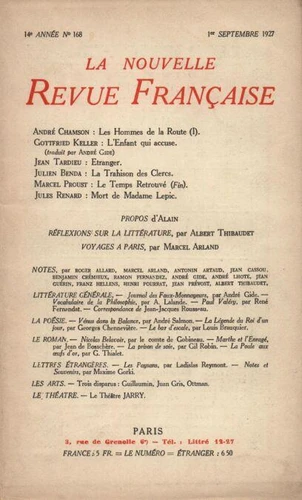 14e ANNÉE No 168 1er SEPTEMBRE 1927
LA NOUVELLE
REVUE FRANÇAISE
ANDRÉ CHAMSON : Les Hommes de la Route (I).
GOTTFRIED KELLER : L'Enfant qui accuse.
(traduit par ANDRÉ GIDE)
JEAN TARDIEU : Etranger.
JULIEN BENDA : La Trahison des Clercs.
MARCEL PROUST : Le Temps Retrouvé (Fin).
JULES RENARD : Mort de Madame Lepic.
PROPOS d'ALAIN
RÉFLEXIONS SUR LA LITTÉRATURE, par ALBERT THIBAUDET
VOYAGES A PARIS, par MARCEL ARLAND
NOTES, par ROGER ALLARD, MARCEL ARLAND, ANTONIN ARTAUD, JEAN CASSOU,
BENJAMIN CRÉMIEUX, RAMON FERNANDEZ, ANDRÉ GIDE, ANDRÉ LHOTE, JEAN
GUÉRIN, FRANZ HELLENS, HENRI POURRAT, JEAN PRÉVOST, ALBERT THIBAUDET.
LITTÉRATURE GÉNÉRALE. — Journal des Faux-Monnayeurs, par André Gide. —
Vocabulaire de la Philosophie, par A. Lalande. — Paul Valéry, par René
Fernandat. — Correspondance de Jean-Jacques Rousseau.
LA POÉSIE. — Vénus dans la Balance, par André Salmon. — La Légende du Roi d'un
jour, par Georges Chennevière. — Le bar d'escale, par Louis Brauquier.
LE ROMAN. — Nicolas Belavoir, par le comte de Gobineau. — Marthe et l'Enragé,
par Jean de Bosschère. — La prison de soie, par Gil Robin. — La Poule aux
œufs d'or, par G. Thialet.
LETTRES ÉTRANGÈRES. — Les Paysans, par Ladislas Reymont. — Notes et
Souvenirs, par Maxime Gorki.
LES ARTS. — Trois disparus : Guillaumin, Juan Gris, Ottman.
LE THÉATRE. — Le Théâtre JARRY.
PARIS
3, rue de Grenelle 6e) — Tél. : Littré 12-27
FRANCE : 5 FR. — LE NUMÉRO — ÉTRANGER : 6 50